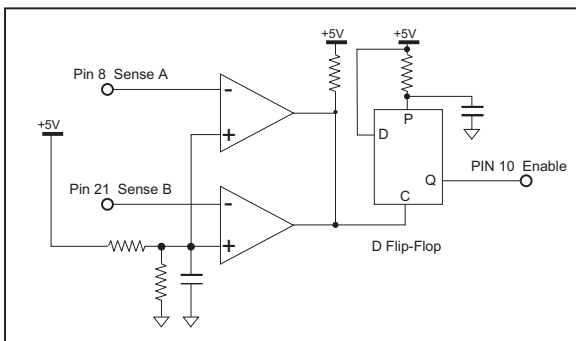 +5V
+5V
Pin 8 Sense A
-
+
P
+5V
D
Q
PIN 10 Enable
Pin 21 Sense B
-
C
+
D Flip-Flop